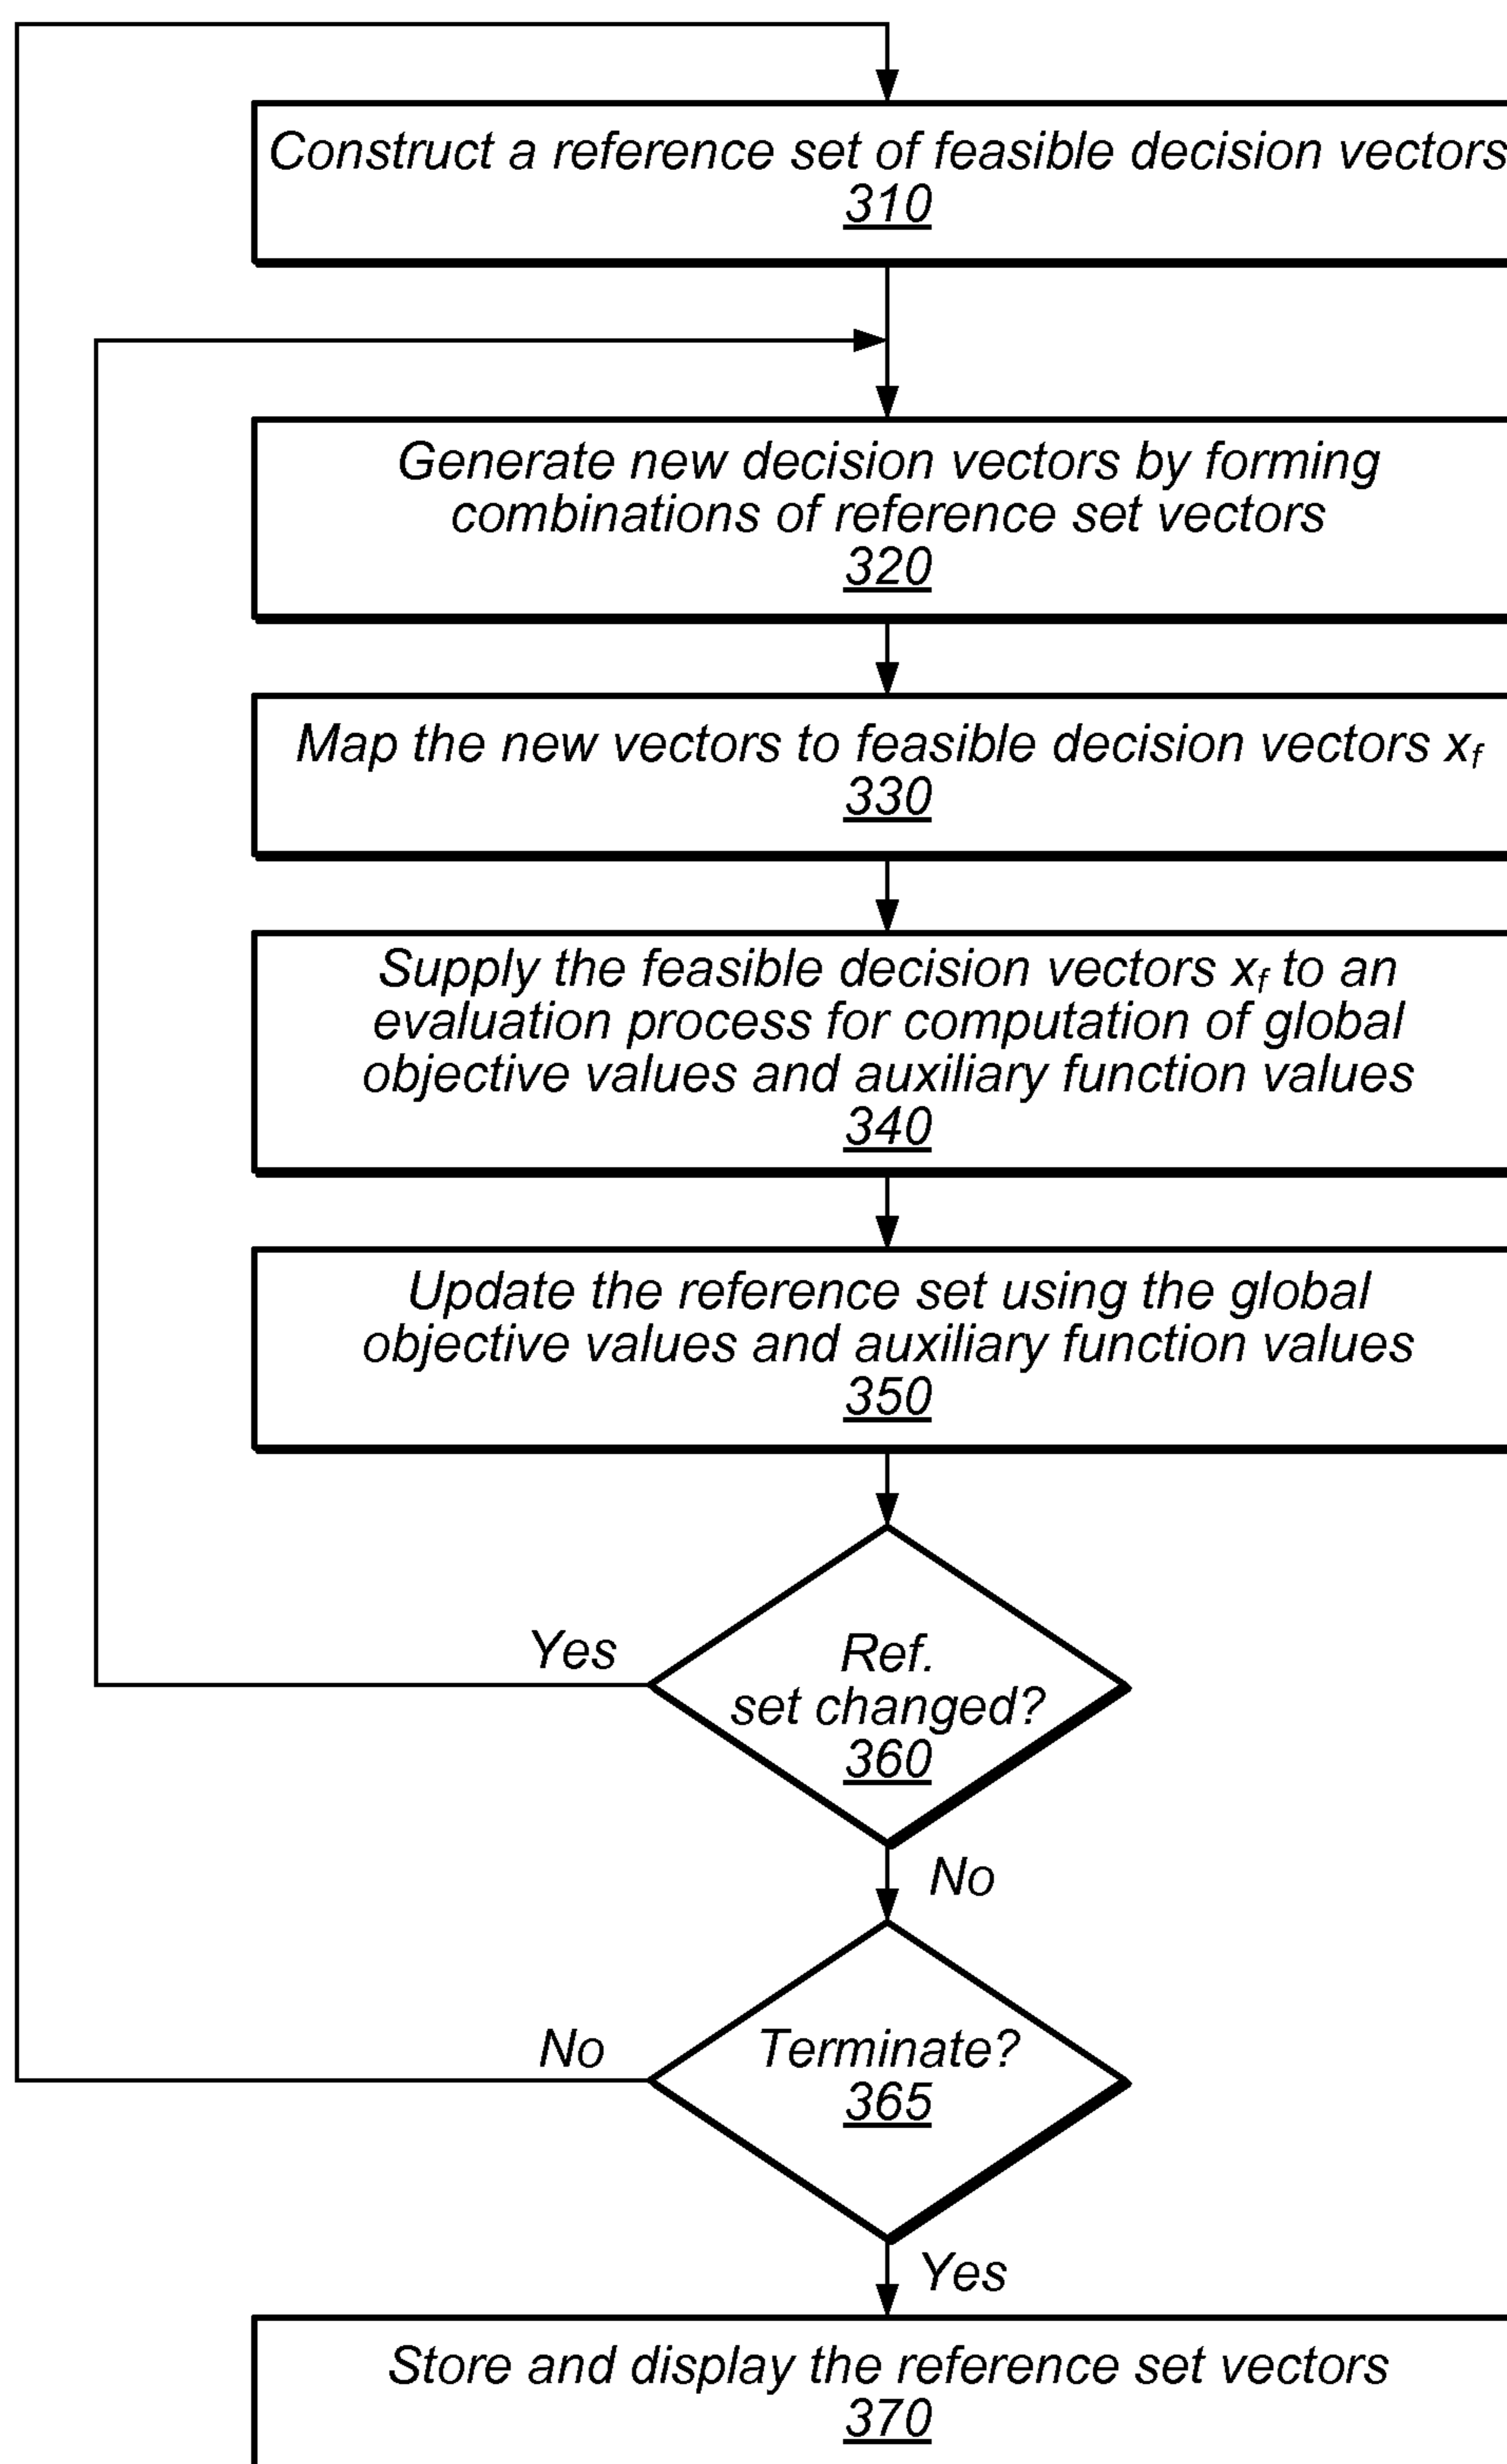 Construct a reference set of feasible decision vectors
310
Generate new decision vectors by forming
combinations of reference set vectors
320
Map the new vectors to feasible decision vectors xf
330
Supply the feasible decision vectors xf to an
evaluation process for computation of global
objective values and auxiliary function values
340
Update the reference set using the global
objective values and auxiliary function values
350
Yes
Ref.
set changed?
360
No
No
Terminate?
365
Yes
Store and display the reference set vectors
370